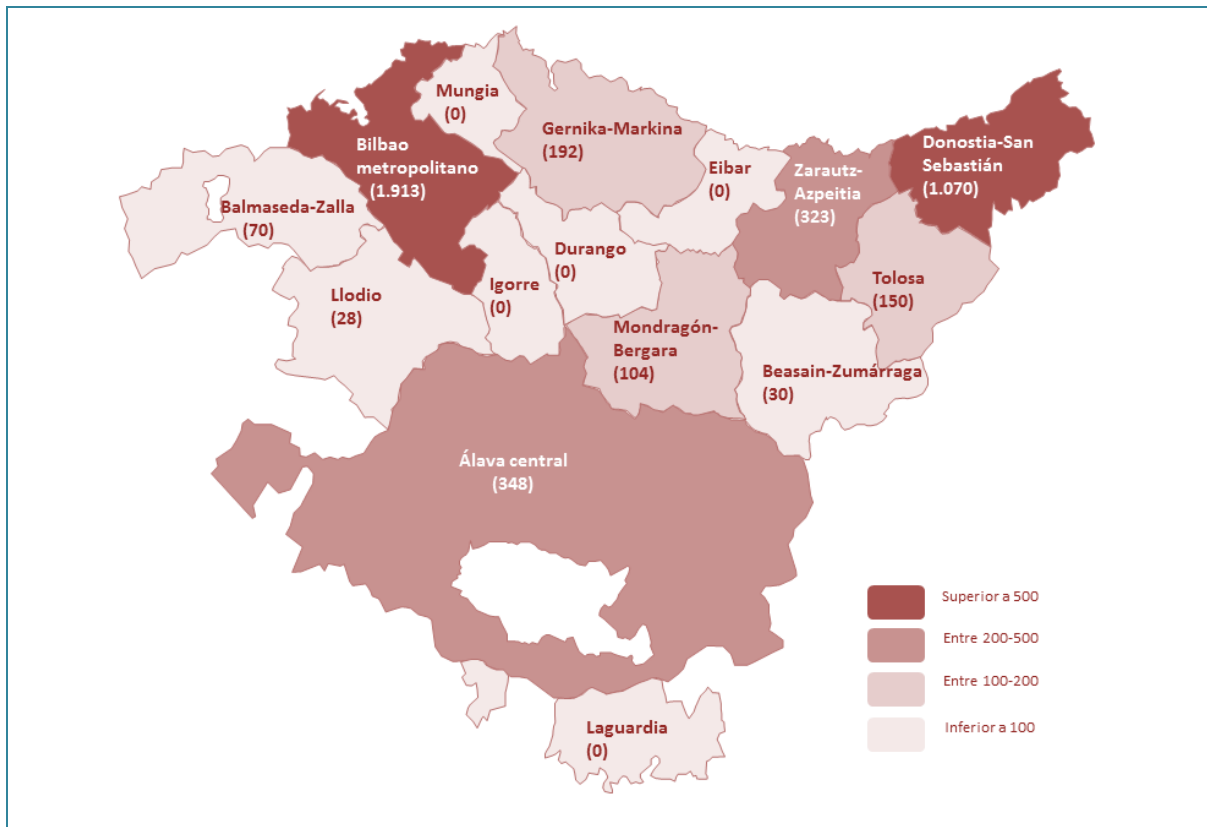 Mungia
(0)
Gernika-Markina
(192)
Bilbao
metropolitano
(1.913)
Eibar
(0)
Zarautz-
Azpeitia
(323)
Donostia-San
Sebastián
(1.070)
Balmaseda-Zalla
(70)
Durango
(0)
Igorre
(0)
Llodio
(28)
Tolosa
(150)
Mondragón-
Bergara
(104)
Beasain-Zumárraga
(30)
Álava central
(348)
Laguardia
(0)
Superior a 500
Entre 200-500
Entre 100-200
Inferior a 100